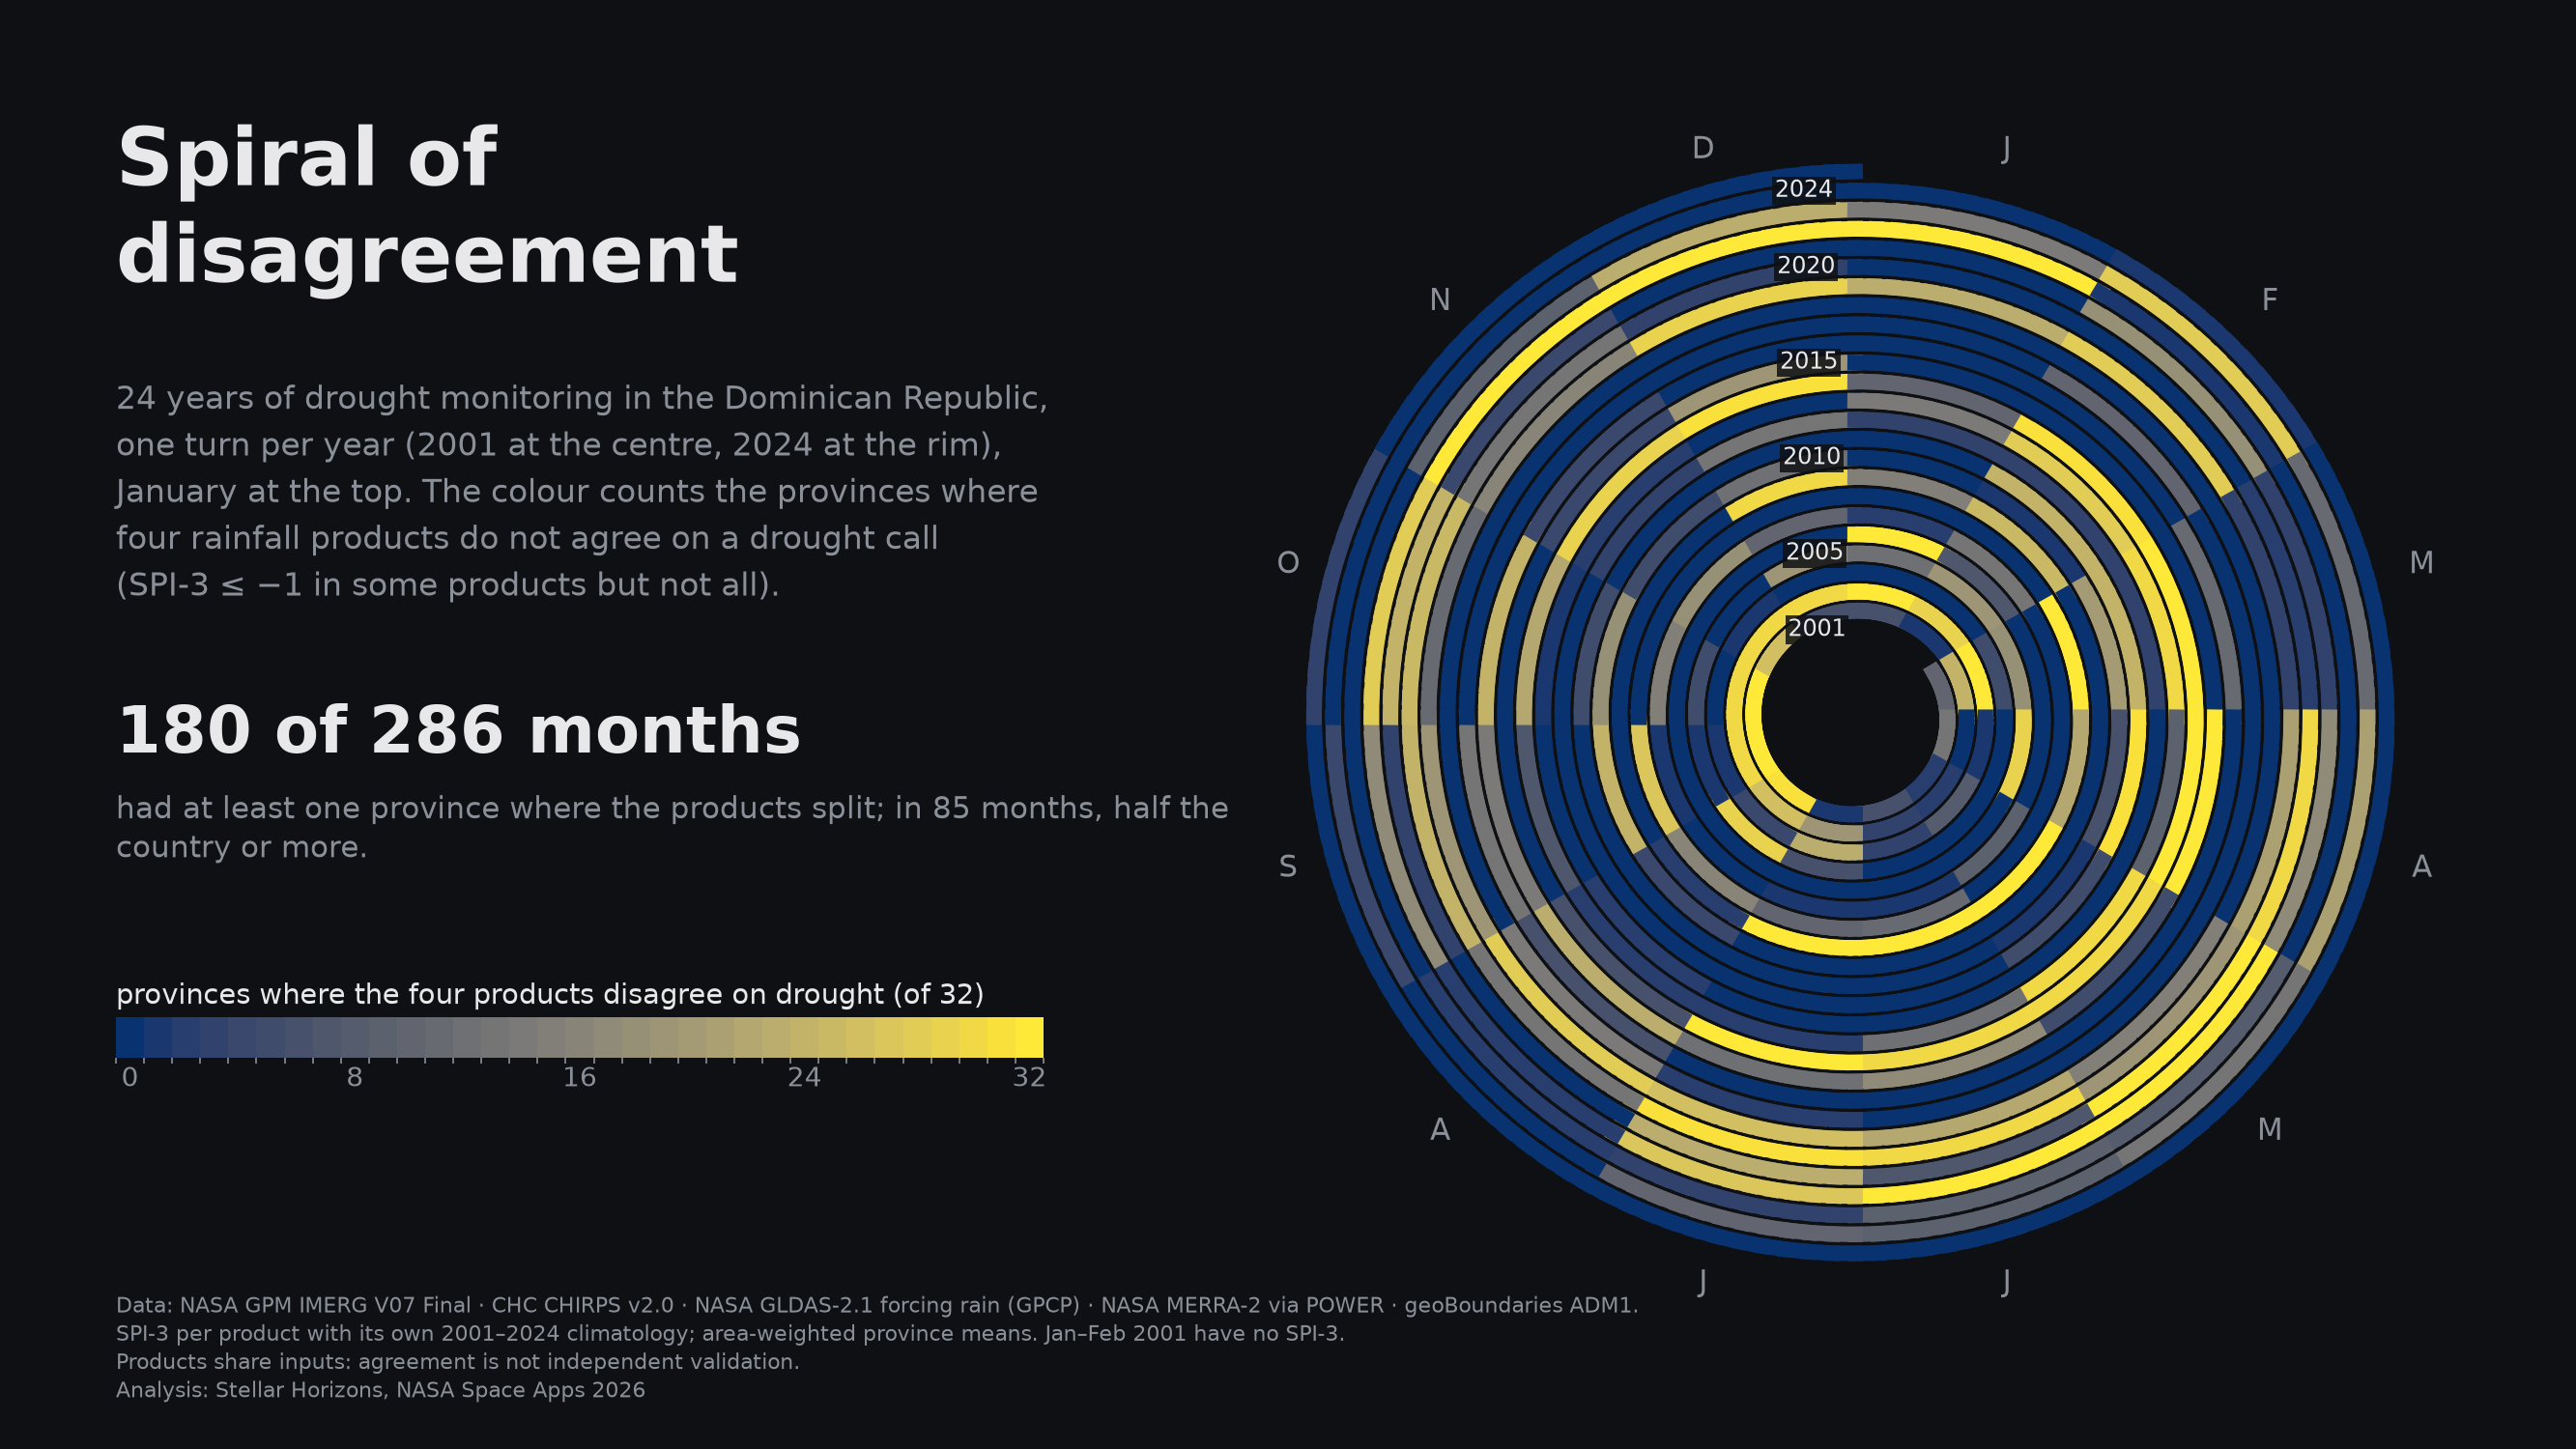 Spiral of
disagreement
24 years of drought monitoring in the Dominican Republic,
one turn per year (2001 at the centre, 2024 at the rim),
January at the top. The colour counts the provinces where
four rainfall products do not agree on a drought call
(SPI-3 ≤ −1 in some products but not all).
180 of 286 months
had at least one province where the products split; in 85 months, half the
country or more.
provinces where the four products disagree on drought (of 32)
0 8 16 24 32
D J
N F
O M
S A
A M
J J
2024
2020
2015
2010
2005
2001
Data: NASA GPM IMERG V07 Final · CHC CHIRPS v2.0 · NASA GLDAS-2.1 forcing rain (GPCP) · NASA MERRA-2 via POWER · geoBoundaries ADM1.
SPI-3 per product with its own 2001–2024 climatology; area-weighted province means. Jan–Feb 2001 have no SPI-3.
Products share inputs: agreement is not independent validation.
Analysis: Stellar Horizons, NASA Space Apps 2026